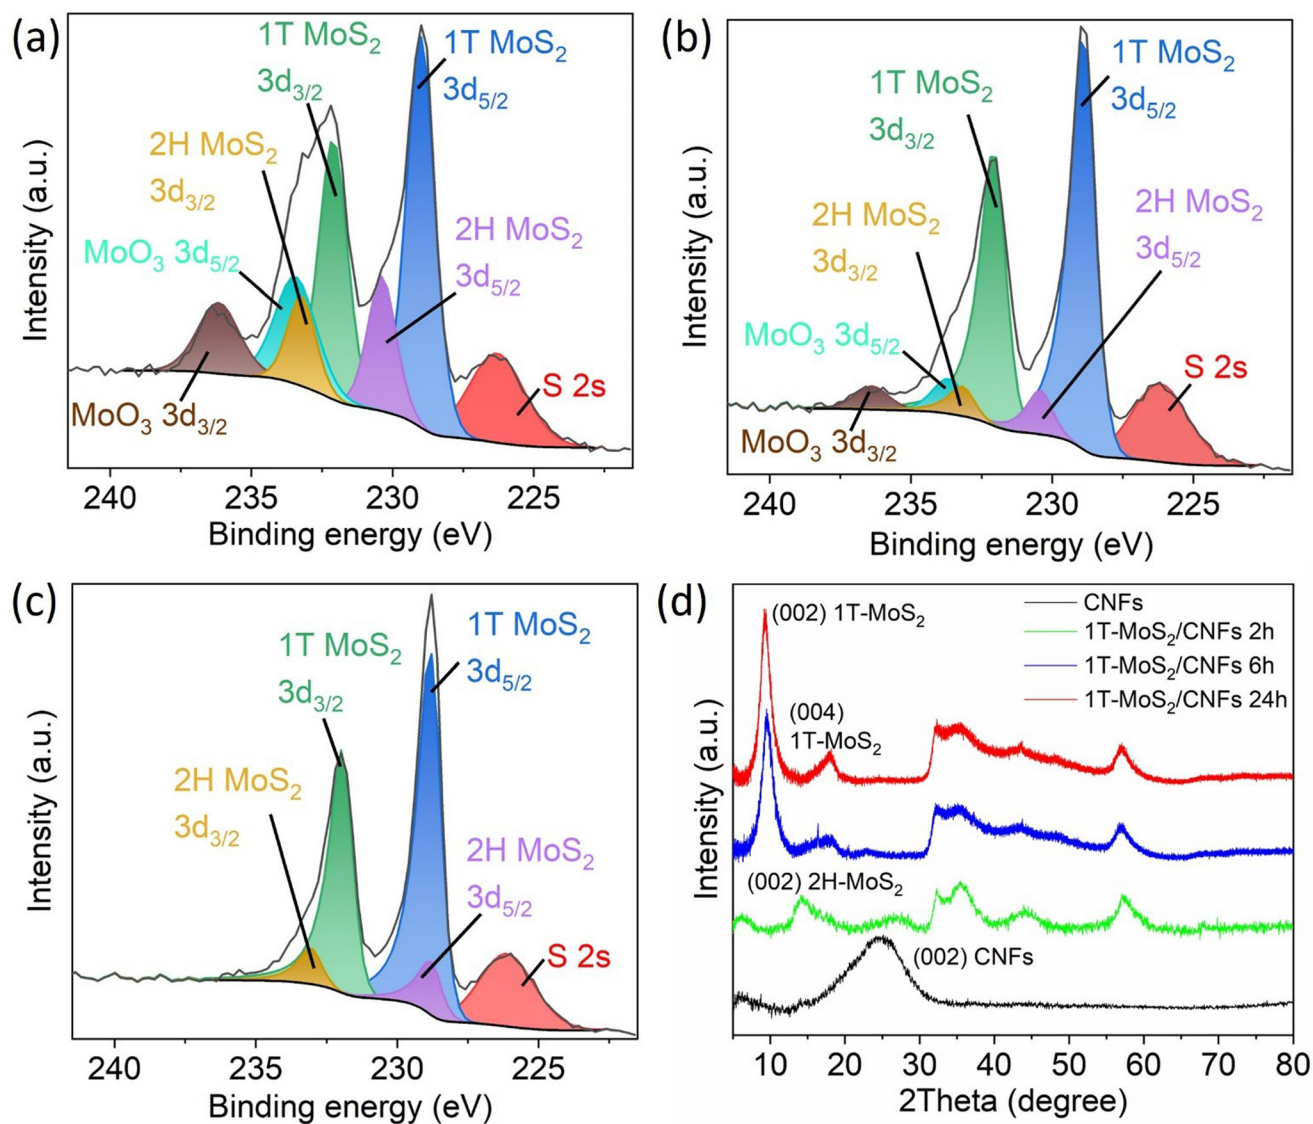 (a)
1T MoS2
3d3/2
1T MoS2
3d5/2
2H MoS2
3d3/2
MoO3 3d5/2
2H MoS2
3d5/2
S 2s
MoO3 3d3/2
Intensity (a.u.)
240 235 230 225
Binding energy (eV)
(b)
1T MoS2
3d3/2
1T MoS2
3d5/2
2H MoS2
3d3/2
2H MoS2
3d5/2
MoO3 3d5/2
S 2s
MoO3 3d3/2
Intensity (a.u.)
240 235 230 225
Binding energy (eV)
(c)
1T MoS2
3d5/2
1T MoS2
3d3/2
2H MoS2
3d3/2
2H MoS2
3d5/2
S 2s
Intensity (a.u.)
240 235 230 225
Binding energy (eV)
(d)
(002) 1T-MoS2
CNFs
1T-MoS2/CNFs 2h
1T-MoS2/CNFs 6h
1T-MoS2/CNFs 24h
(004)
1T-MoS2
(002) 2H-MoS2
(002) CNFs
Intensity (a.u.)
10 20 30 40 50 60 70 80
2Theta (degree)